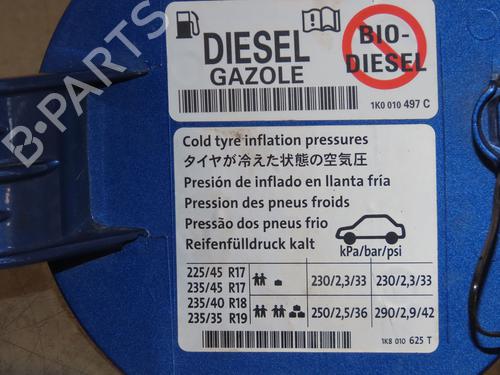 B-PARTS
DIESEL
GAZOLE
BIO-
DIESEL
1K0 010 497 C
Cold tyre inflation pressures
タイヤが冷えた状態の空気圧
Presión de inflado en llanta fría
Pression des pneus froids
Pressão dos pneus frio
Reifenfülldruck kalt
kPa/bar/psi
225/45 R17
235/45 R17
230/2,3/33 230/2,3/33
235/40 R18
235/35 R19
250/2,5/36 290/2,9/42
1K8 010 625 T